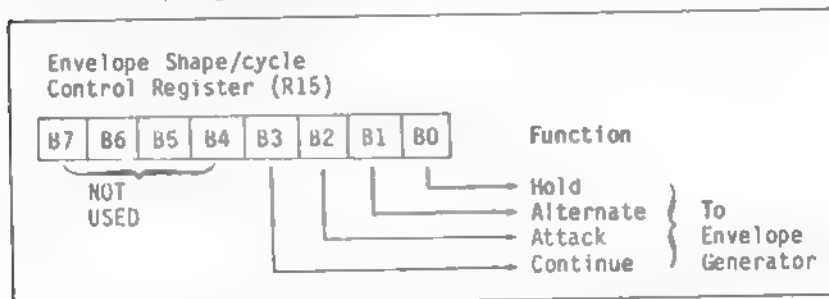 Envelope Shape/cycle
Control Register (R15)
B7 B6 B5 B4 B3 B2 B1 B0 Function
NOT
USED
Hold
Alternate To
Attack Envelope
Continue Generator